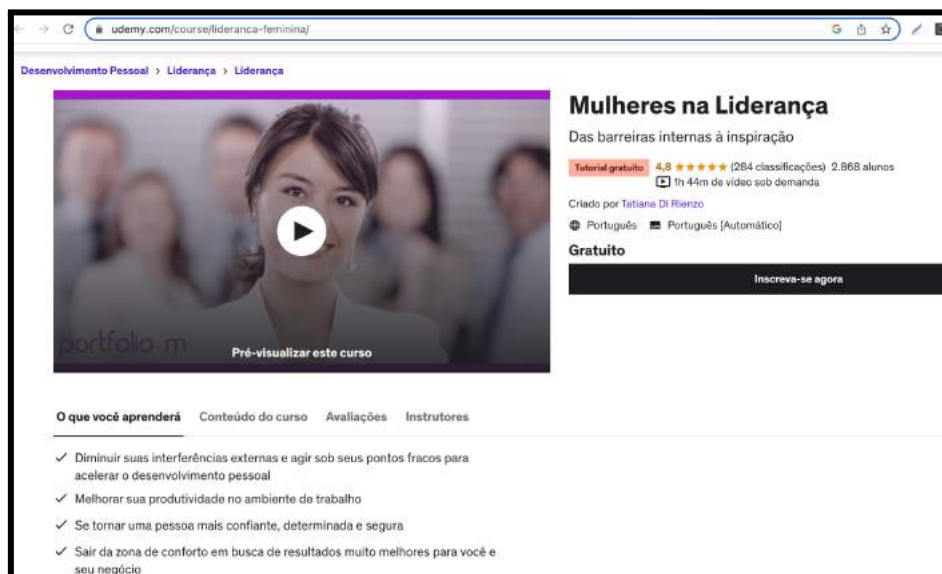 udemy.com/course/lideranca-feminina/
Desenvolvimento Pessoal > Liderança > Liderança
Mulheres na Liderança
Das barreiras internas à inspiração
Tutorial gratuito 4,8 ★★★★★ (284 classificações) 2.868 alunos
1h 44m de vídeo sob demanda
Criado por Tatiana Di Rienzo
Português Português [Automático]
Gratuito
Inscreva-se agora
portfolio m
Pré-visualizar este curso
O que você aprenderá Conteúdo do curso Avaliações Instrutores
✓ Diminuir suas interferências externas e agir sob seus pontos fracos para
acelerar o desenvolvimento pessoal
✓ Melhorar sua produtividade no ambiente de trabalho
✓ Se tornar uma pessoa mais confiante, determinada e segura
✓ Sair da zona de conforto em busca de resultados muito melhores para você e
seu negócio